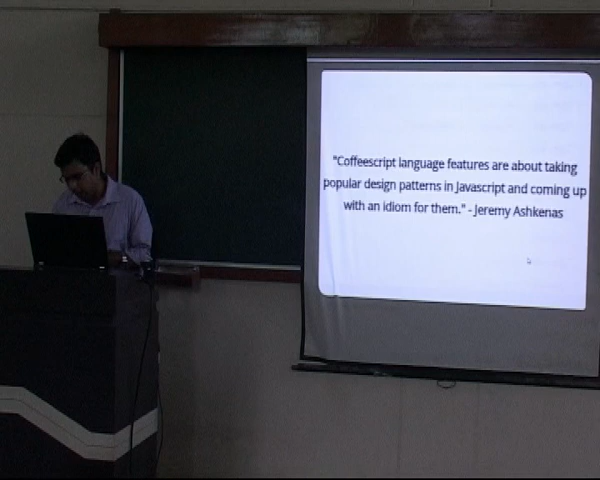 "Coffeescript language features are about taking
popular design patterns in Javascript and coming up
with an idiom for them." - Jeremy Ashkenas